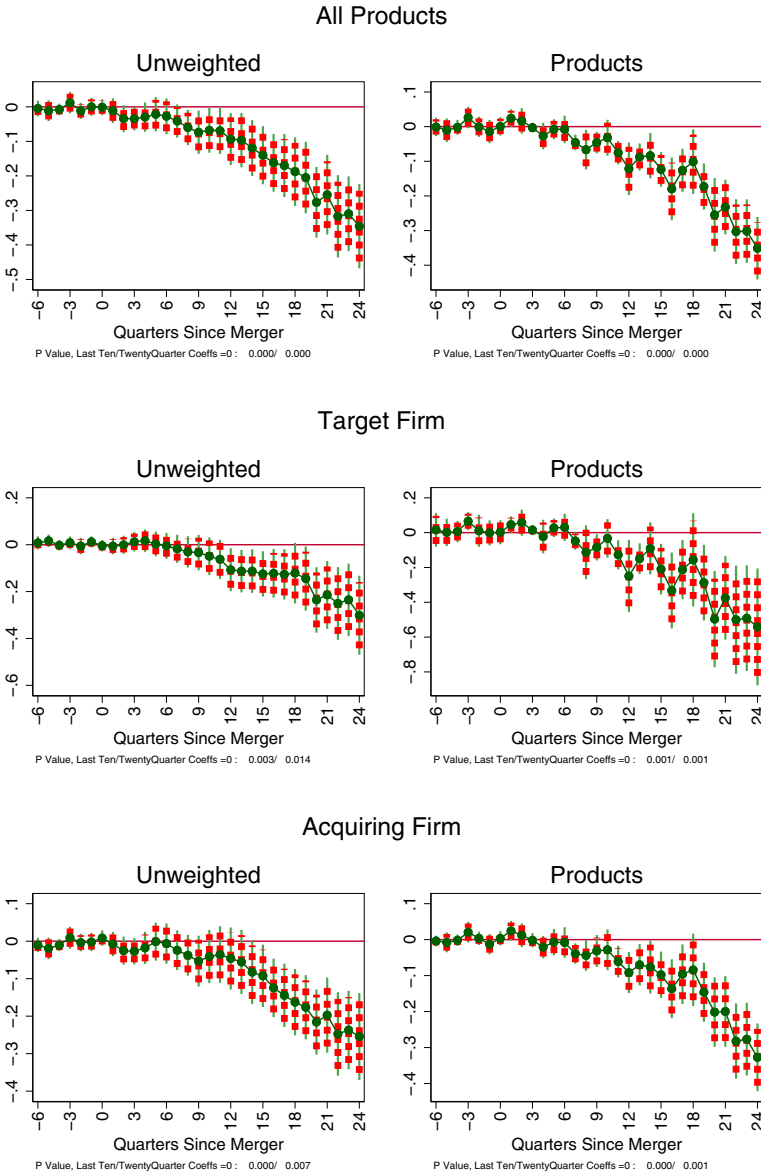 All Products
Unweighted
Products
0
-.1
-.2
-.3
-.4
-.5
.1
0
-.1
-.2
-.3
-.4
-6 -3 0 3 6 9 12 15 18 21 24
-6 -3 0 3 6 9 12 15 18 21 24
Quarters Since Merger
Quarters Since Merger
P Value, Last Ten/TwentyQuarter Coeffs =0 : 0.000/ 0.000
P Value, Last Ten/TwentyQuarter Coeffs =0 : 0.000/ 0.000
Target Firm
Unweighted
Products
.2
0
-.2
-.4
-.6
.2
0
-.2
-.4
-.6
-.8
-6 -3 0 3 6 9 12 15 18 21 24
-6 -3 0 3 6 9 12 15 18 21 24
Quarters Since Merger
Quarters Since Merger
P Value, Last Ten/TwentyQuarter Coeffs =0 : 0.003/ 0.014
P Value, Last Ten/TwentyQuarter Coeffs =0 : 0.001/ 0.001
Acquiring Firm
Unweighted
Products
.1
0
-.1
-.2
-.3
-.4
.1
0
-.1
-.2
-.3
-.4
-6 -3 0 3 6 9 12 15 18 21 24
-6 -3 0 3 6 9 12 15 18 21 24
Quarters Since Merger
Quarters Since Merger
P Value, Last Ten/TwentyQuarter Coeffs =0 : 0.000/ 0.007
P Value, Last Ten/TwentyQuarter Coeffs =0 : 0.000/ 0.001